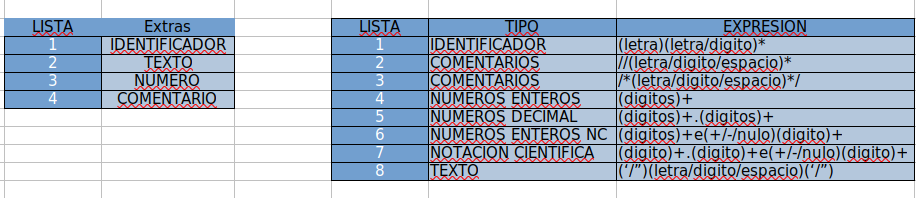 LISTA Extras
1 IDENTIFICADOR
2 TEXTO
3 NUMERO
4 COMENTARIO
LISTA TIPO EXPRESION
1 IDENTIFICADOR (letra)(letra/digito)*
2 COMENTARIOS //(letra/digito/espacio)*
3 COMENTARIOS /*(letra/digito/espacio)*/
4 NUMEROS ENTEROS (digitos)+
5 NUMEROS DECIMAL (digitos)+.(digitos)+
6 NUMEROS ENTEROS NC (digitos)+e(+/-/nulo)(digito)+
7 NOTACION CIENTIFICA (digito)+.(digito)+e(+/-/nulo)(digito)+
8 TEXTO (‘/”)(letra/digito/espacio)(‘/”)